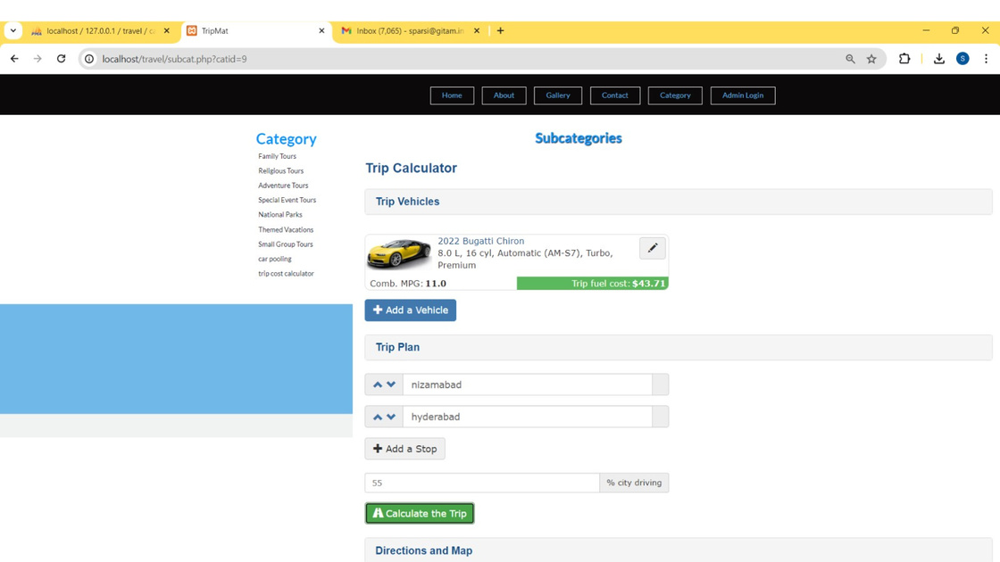 localhost / 127.0.0.1 / travel / c
TripMat
Inbox (7,065) - sparsi@gitam.in
localhost/travel/subcat.php?catid=9
S
Home
About
Gallery
Contact
Category
Admin Login
Category
Family Tours
Religious Tours
Adventure Tours
Special Event Tours
National Parks
Themed Vacations
Small Group Tours
car pooling
trip cost calculator
Subcategories
Trip Calculator
Trip Vehicles
2022 Bugatti Chiron
8.0 L, 16 cyl, Automatic (AM-S7), Turbo,
Premium
Comb. MPG: 11.0
Trip fuel cost: $43.71
+ Add a Vehicle
Trip Plan
nizamabad
hyderabad
+ Add a Stop
55
% city driving
Calculate the Trip
Directions and Map